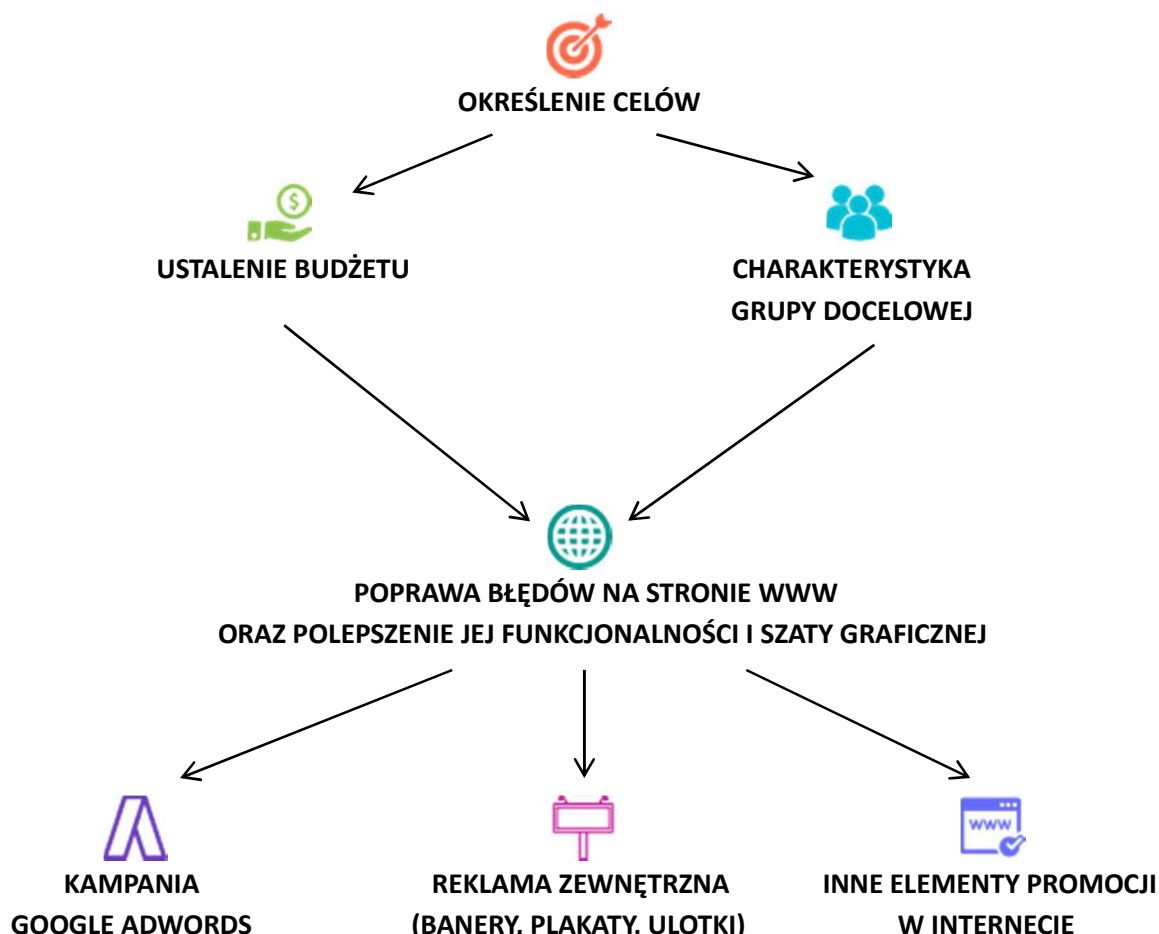 OKREŚLENIE CELÓW
$
USTALENIE BUDŻETU
CHARAKTERYSTYKA
GRUPY DOCELOWEJ
POPRAWA BŁĘDÓW NA STRONIE WWW
ORAZ POLEPSZENIE JEJ FUNKCJONALNOŚCI I SZATY GRAFICZNEJ
www
KAMPANIA
GOOGLE ADWORDS
REKLAMA ZEWNĘTRZNA
(BANERY, PLAKATY, ULOTKI)
INNE ELEMENTY PROMOCJI
W INTERNECIE